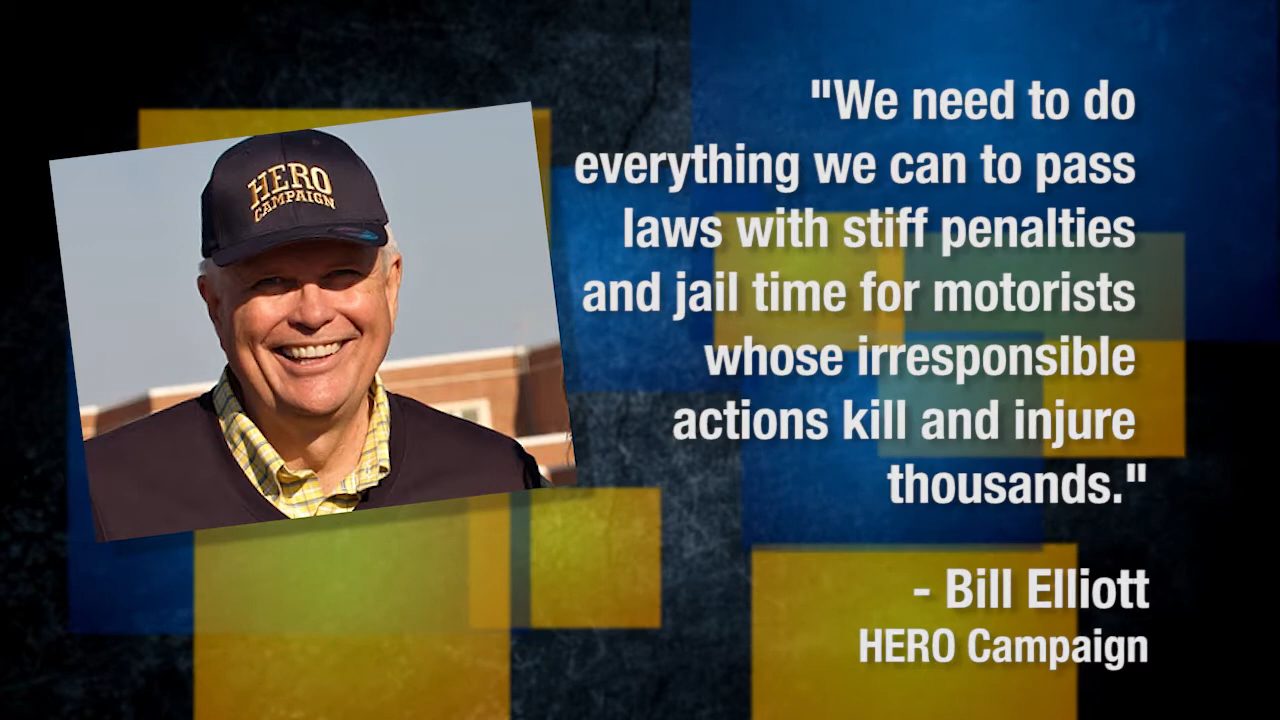 HERO
CAMPAIGN
"We need to do
everything we can to pass
laws with stiff penalties
and jail time for motorists
whose irresponsible
actions kill and injure
thousands."
- Bill Elliott
HERO Campaign